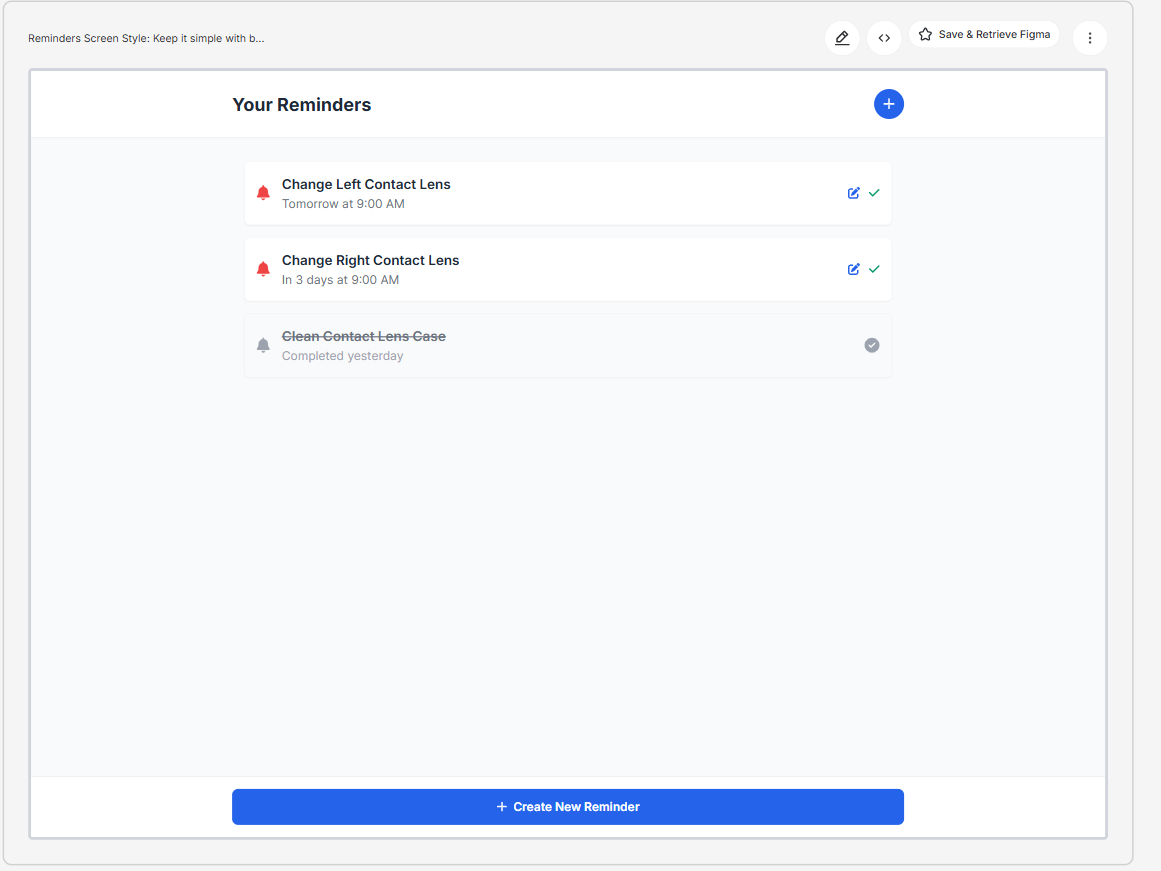 Reminders Screen Style: Keep it simple with b...
Save & Retrieve Figma
Your Reminders
Change Left Contact Lens
Tomorrow at 9:00 AM
Change Right Contact Lens
In 3 days at 9:00 AM
Clean Contact Lens Case
Completed yesterday
Create New Reminder